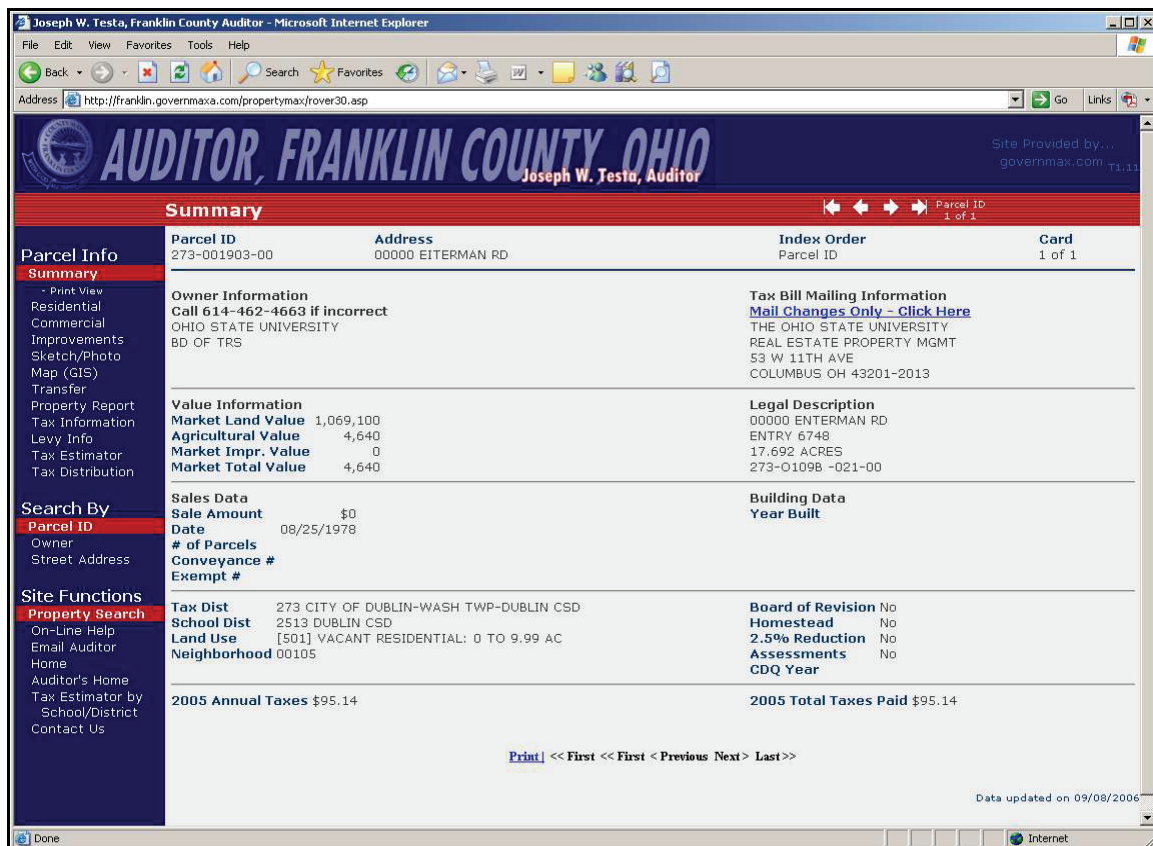 Joseph W. Testa, Franklin County Auditor - Microsoft Internet Explorer
File Edit View Favorites Tools Help
Back Search Favorites
Address http://franklin.governmaxa.com/propertymax/rover30.asp Go Links
AUDITOR, FRANKLIN COUNTY, OHIO
Joseph W. Testa, Auditor
Site Provided by...
governmax.com T1.11
Summary
Parcel ID
1 of 1
Parcel Info
Summary
- Print View
Residential
Commercial
Improvements
Sketch/Photo
Map (GIS)
Transfer
Property Report
Tax Information
Levy Info
Tax Estimator
Tax Distribution
Search By
Parcel ID
Owner
Street Address
Site Functions
Property Search
On-Line Help
Email Auditor
Home
Auditor's Home
Tax Estimator by
School/District
Contact Us
Parcel ID Address Index Order Card
273-001903-00 00000 EITERMAN RD Parcel ID 1 of 1
Owner Information
Call 614-462-4663 if incorrect
OHIO STATE UNIVERSITY
BD OF TRS
Tax Bill Mailing Information
Mail Changes Only - Click Here
THE OHIO STATE UNIVERSITY
REAL ESTATE PROPERTY MGMT
53 W 11TH AVE
COLUMBUS OH 43201-2013
Value Information
Market Land Value 1,069,100
Agricultural Value 4,640
Market Impr. Value 0
Market Total Value 4,640
Legal Description
00000 ENTERMAN RD
ENTRY 6748
17.692 ACRES
273-O109B -021-00
Sales Data
Sale Amount $0
Date 08/25/1978
# of Parcels
Conveyance #
Exempt #
Building Data
Year Built
Tax Dist 273 CITY OF DUBLIN-WASH TWP-DUBLIN CSD
School Dist 2513 DUBLIN CSD
Land Use [501] VACANT RESIDENTIAL: 0 TO 9.99 AC
Neighborhood 00105
Board of Revision No
Homestead No
2.5% Reduction No
Assessments No
CDQ Year
2005 Annual Taxes $95.14
2005 Total Taxes Paid $95.14
Print | << First << First < Previous Next > Last >>
Data updated on 09/08/2006
Done Internet